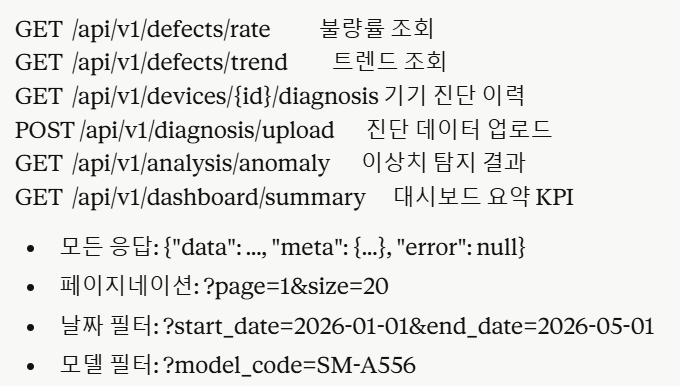 GET /api/v1/defects/rate 불량률 조회
GET /api/v1/defects/trend 트렌드 조회
GET /api/v1/devices/{id}/diagnosis 기기 진단 이력
POST /api/v1/diagnosis/upload 진단 데이터 업로드
GET /api/v1/analysis/anomaly 이상치 탐지 결과
GET /api/v1/dashboard/summary 대시보드 요약 KPI
• 모든 응답: {"data": ..., "meta": {...}, "error": null}
• 페이지네이션: ?page=1&size=20
• 날짜 필터: ?start_date=2026-01-01&end_date=2026-05-01
• 모델 필터: ?model_code=SM-A556